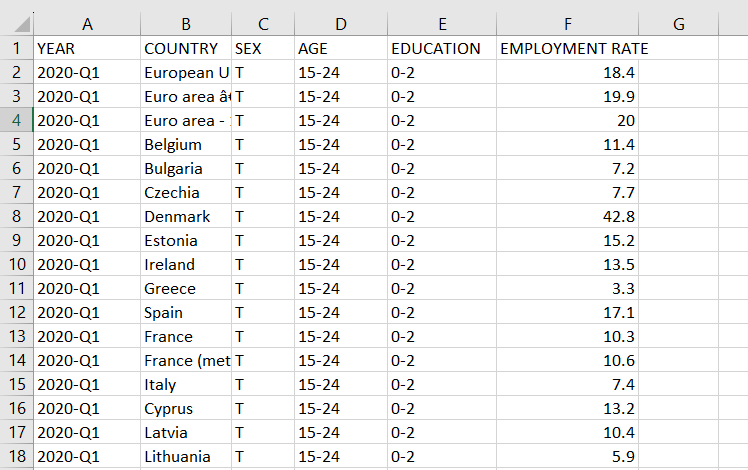 A B C D E F G
1 YEAR COUNTRY SEX AGE EDUCATION EMPLOYMENT RATE
2 2020-Q1 European U T 15-24 0-2 18.4
3 2020-Q1 Euro area â€ T 15-24 0-2 19.9
4 2020-Q1 Euro area - T 15-24 0-2 20
5 2020-Q1 Belgium T 15-24 0-2 11.4
6 2020-Q1 Bulgaria T 15-24 0-2 7.2
7 2020-Q1 Czechia T 15-24 0-2 7.7
8 2020-Q1 Denmark T 15-24 0-2 42.8
9 2020-Q1 Estonia T 15-24 0-2 15.2
10 2020-Q1 Ireland T 15-24 0-2 13.5
11 2020-Q1 Greece T 15-24 0-2 3.3
12 2020-Q1 Spain T 15-24 0-2 17.1
13 2020-Q1 France T 15-24 0-2 10.3
14 2020-Q1 France (met T 15-24 0-2 10.6
15 2020-Q1 Italy T 15-24 0-2 7.4
16 2020-Q1 Cyprus T 15-24 0-2 13.2
17 2020-Q1 Latvia T 15-24 0-2 10.4
18 2020-Q1 Lithuania T 15-24 0-2 5.9